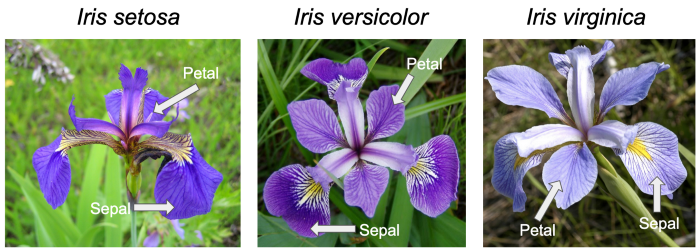 Iris setosa
Iris versicolor
Iris virginica
Petal
Sepal
Petal
Sepal
Petal
Sepal